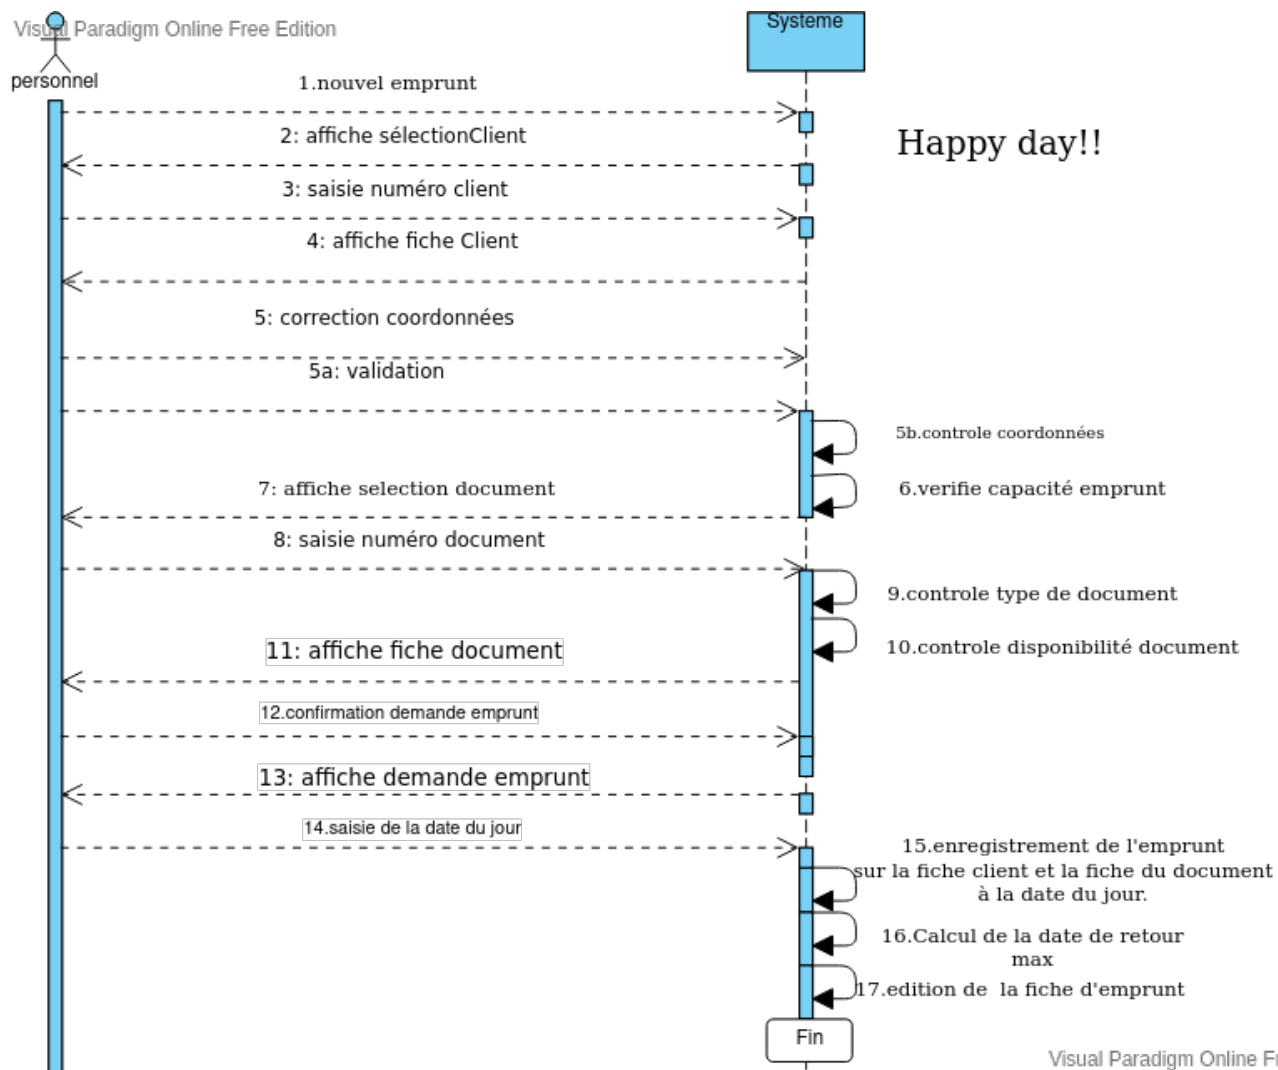 Visual Paradigm Online Free Edition
Systeme
personnel
1.nouvel emprunt
2: affiche sélectionClient
Happy day!!
3: saisie numéro client
4: affiche fiche Client
5: correction coordonnées
5a: validation
5b.controle coordonnées
7: affiche selection document
6.verifie capacité emprunt
8: saisie numéro document
9.controle type de document
11: affiche fiche document
10.controle disponibilité document
12.confirmation demande emprunt
13: affiche demande emprunt
14.saisie de la date du jour
15.enregistrement de l'emprunt
sur la fiche client et la fiche du document
à la date du jour.
16.Calcul de la date de retour
max
17.edition de  la fiche d'emprunt
Fin
Visual Paradigm Online Fr